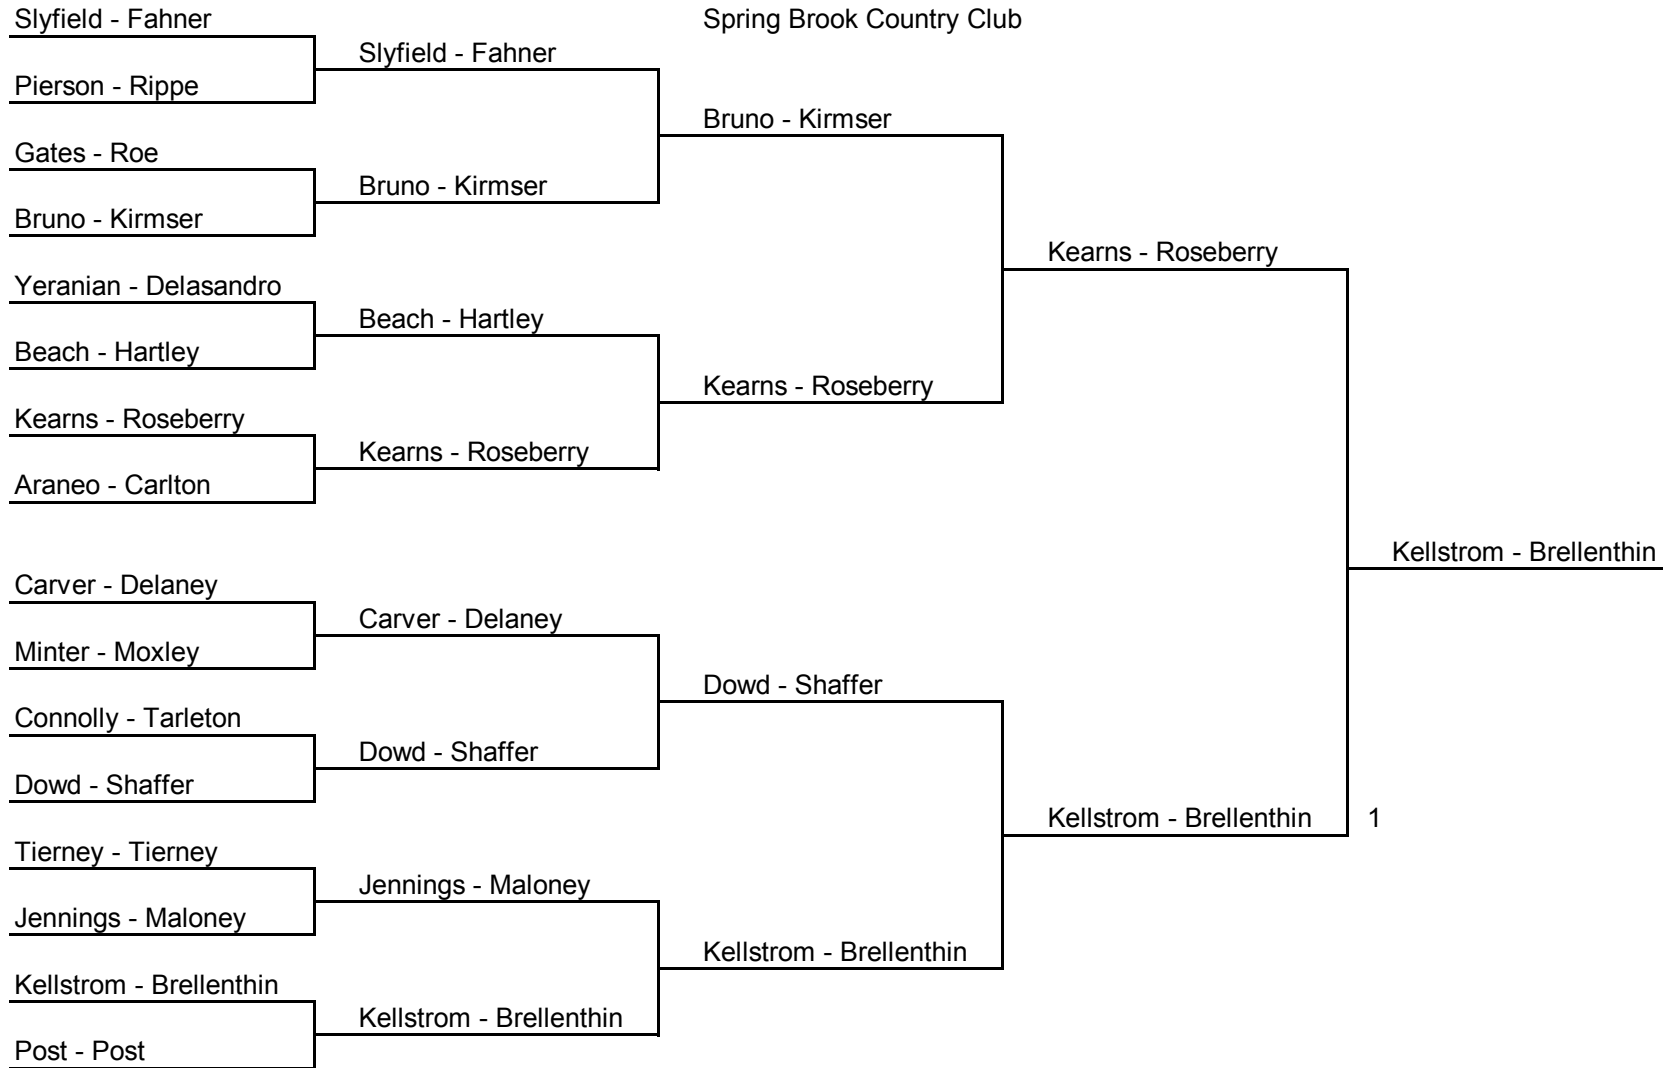 Slyfield - Fahner
Pierson - Rippe
Gates - Roe
Bruno - Kirmser
Yeranian - Delasandro
Beach - Hartley
Kearns - Roseberry
Araneo - Carlton
Carver - Delaney
Minter - Moxley
Connolly - Tarleton
Dowd - Shaffer
Tierney - Tierney
Jennings - Maloney
Kellstrom - Brellenthin
Post - Post
Slyfield - Fahner
Bruno - Kirmser
Beach - Hartley
Kearns - Roseberry
Carver - Delaney
Dowd - Shaffer
Jennings - Maloney
Kellstrom - Brellenthin
Spring Brook Country Club
Bruno - Kirmser
Kearns - Roseberry
Dowd - Shaffer
Kellstrom - Brellenthin
Kearns - Roseberry
Kellstrom - Brellenthin
1
Kellstrom - Brellenthin